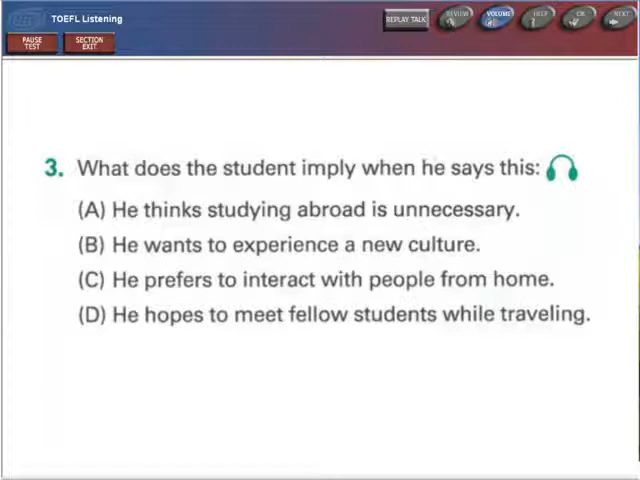 TOEFL Listening
REPLAY TALK
REVIEW
VOLUME
HELP
OK
NEXT
PAUSE
TEST
SECTION
EXIT
3. What does the student imply when he says this:
(A) He thinks studying abroad is unnecessary.
(B) He wants to experience a new culture.
(C) He prefers to interact with people from home.
(D) He hopes to meet fellow students while traveling.